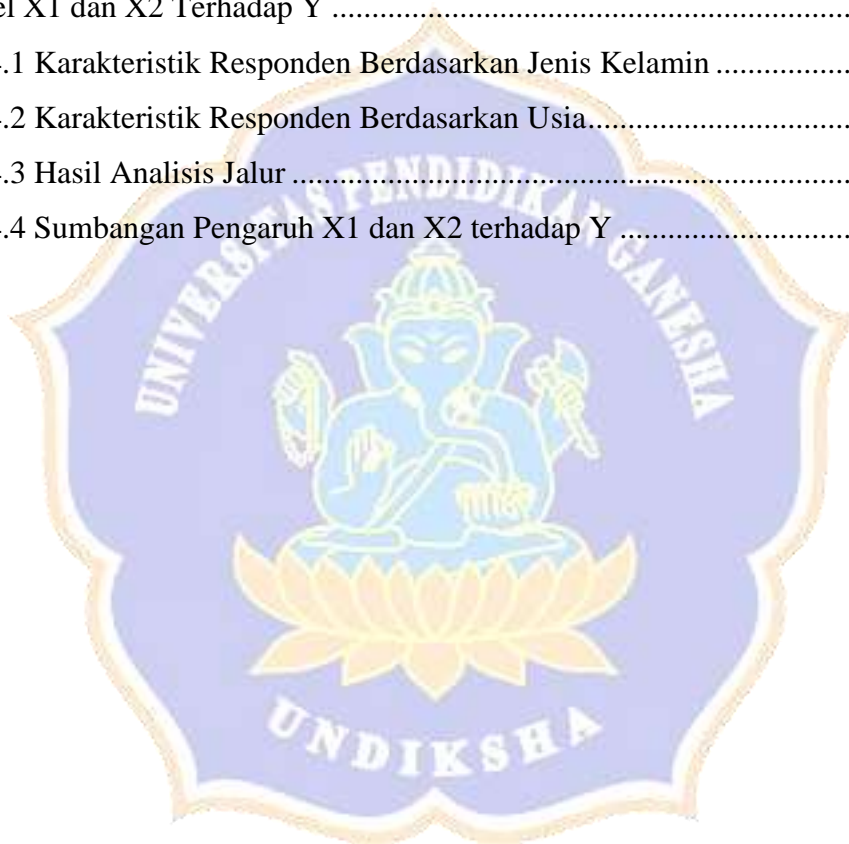 el X1 dan X2 Terhadap Y ................................................................
.1 Karakteristik Responden Berdasarkan Jenis Kelamin .................
.2 Karakteristik Responden Berdasarkan Usia.................................
.3 Hasil Analisis Jalur .....................................................................
.4 Sumbangan Pengaruh X1 dan X2 terhadap Y .............................
UNIVERSITAS PENDIDIKAN GANESHA
UNDIKSHA